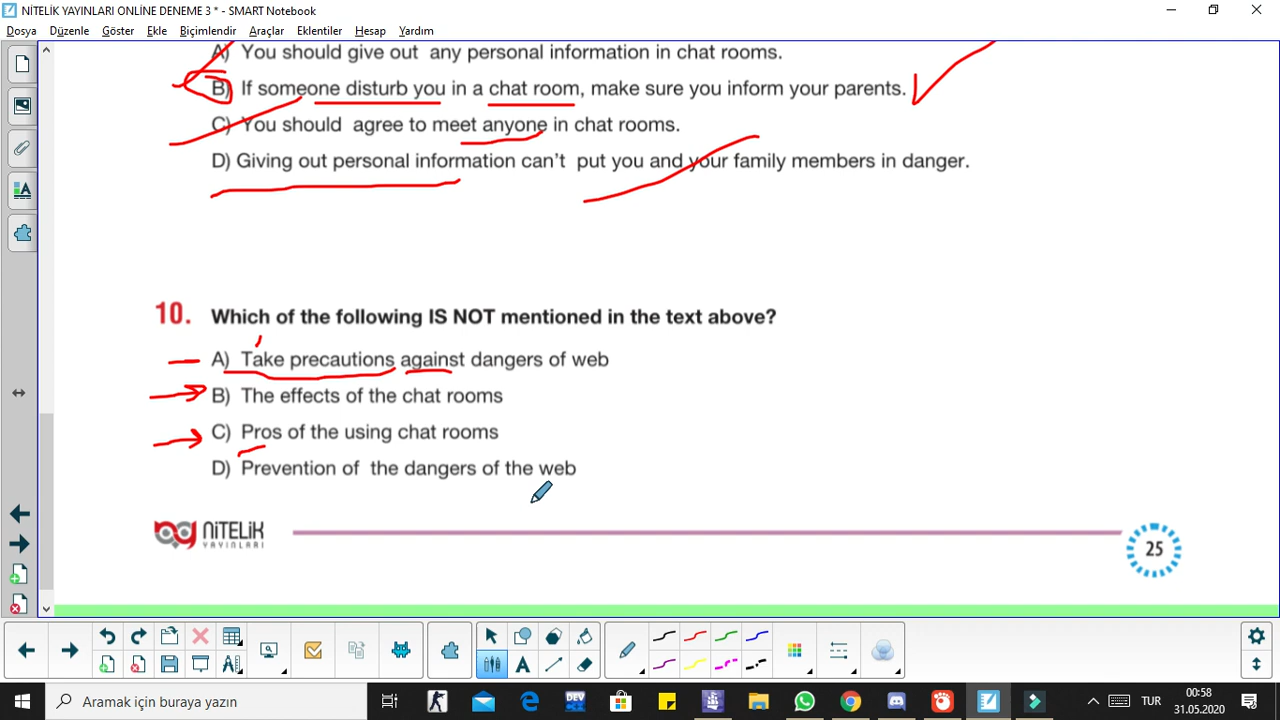 NİTELİK YAYINLARI ONLİNE DENEME 3 * - SMART Notebook
Dosya Düzenle Göster Ekle Biçimlendir Araçlar Eklentiler Hesap Yardım
A) You should give out any personal information in chat rooms.
B) If someone disturb you in a chat room, make sure you inform your parents.
C) You should agree to meet anyone in chat rooms.
D) Giving out personal information can't put you and your family members in danger.
10. Which of the following IS NOT mentioned in the text above?
A) Take precautions against dangers of web
B) The effects of the chat rooms
C) Pros of the using chat rooms
D) Prevention of the dangers of the web
NİTELİK
YAYINLARI
25
Aramak için buraya yazın
DEV
TUR
00:58
31.05.2020